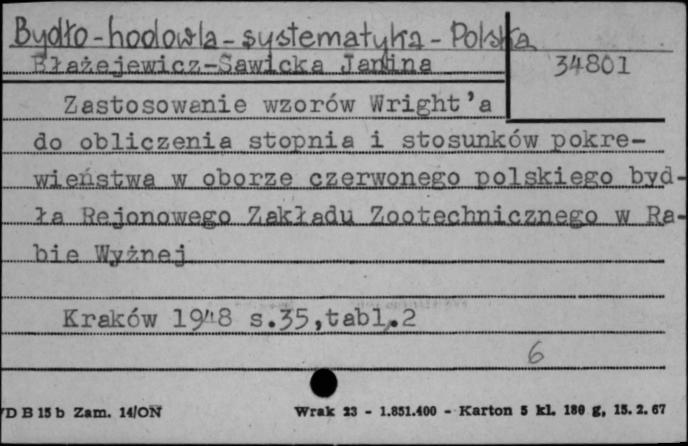 Bydło-hodowla-systematyka-Polska
Błażejewicz-Sawicka Janina
34801
Zastosowanie wzorów Wright'a
do obliczenia stopnia i stosunków pokre-
wieństwa w oborze czerwonego polskiego byd-
ła Rejonowego Zakładu Zootechnicznego w Ra-
bie Wyżnej
Kraków 1948 s.35,tabl.2
6
D B 15 b Zam. 14/ON
Wrak 23 - 1.851.400 - Karton 5 kl. 180 g, 15. 2. 67